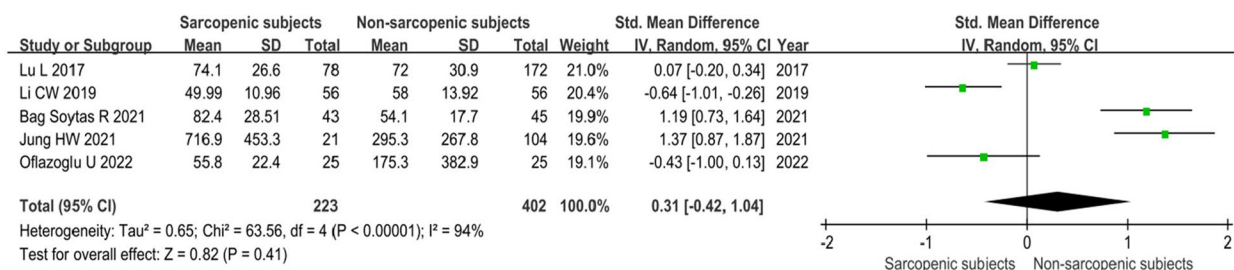 Sarcopenic subjects Non-sarcopenic subjects Std. Mean Difference Std. Mean Difference
Study or Subgroup Mean SD Total Mean SD Total Weight IV, Random, 95% CI Year IV, Random, 95% CI
Lu L 2017 74.1 26.6 78 72 30.9 172 21.0% 0.07 [-0.20, 0.34] 2017
Li CW 2019 49.99 10.96 56 58 13.92 56 20.4% -0.64 [-1.01, -0.26] 2019
Bag Soytas R 2021 82.4 28.51 43 54.1 17.7 45 19.9% 1.19 [0.73, 1.64] 2021
Jung HW 2021 716.9 453.3 21 295.3 267.8 104 19.6% 1.37 [0.87, 1.87] 2021
Oflazoglu U 2022 55.8 22.4 25 175.3 382.9 25 19.1% -0.43 [-1.00, 0.13] 2022
Total (95% CI) 223 402 100.0% 0.31 [-0.42, 1.04]
Heterogeneity: Tau² = 0.65; Chi² = 63.56, df = 4 (P < 0.00001); I² = 94%
Test for overall effect: Z = 0.82 (P = 0.41)
-2 -1 0 1 2
Sarcopenic subjects Non-sarcopenic subjects